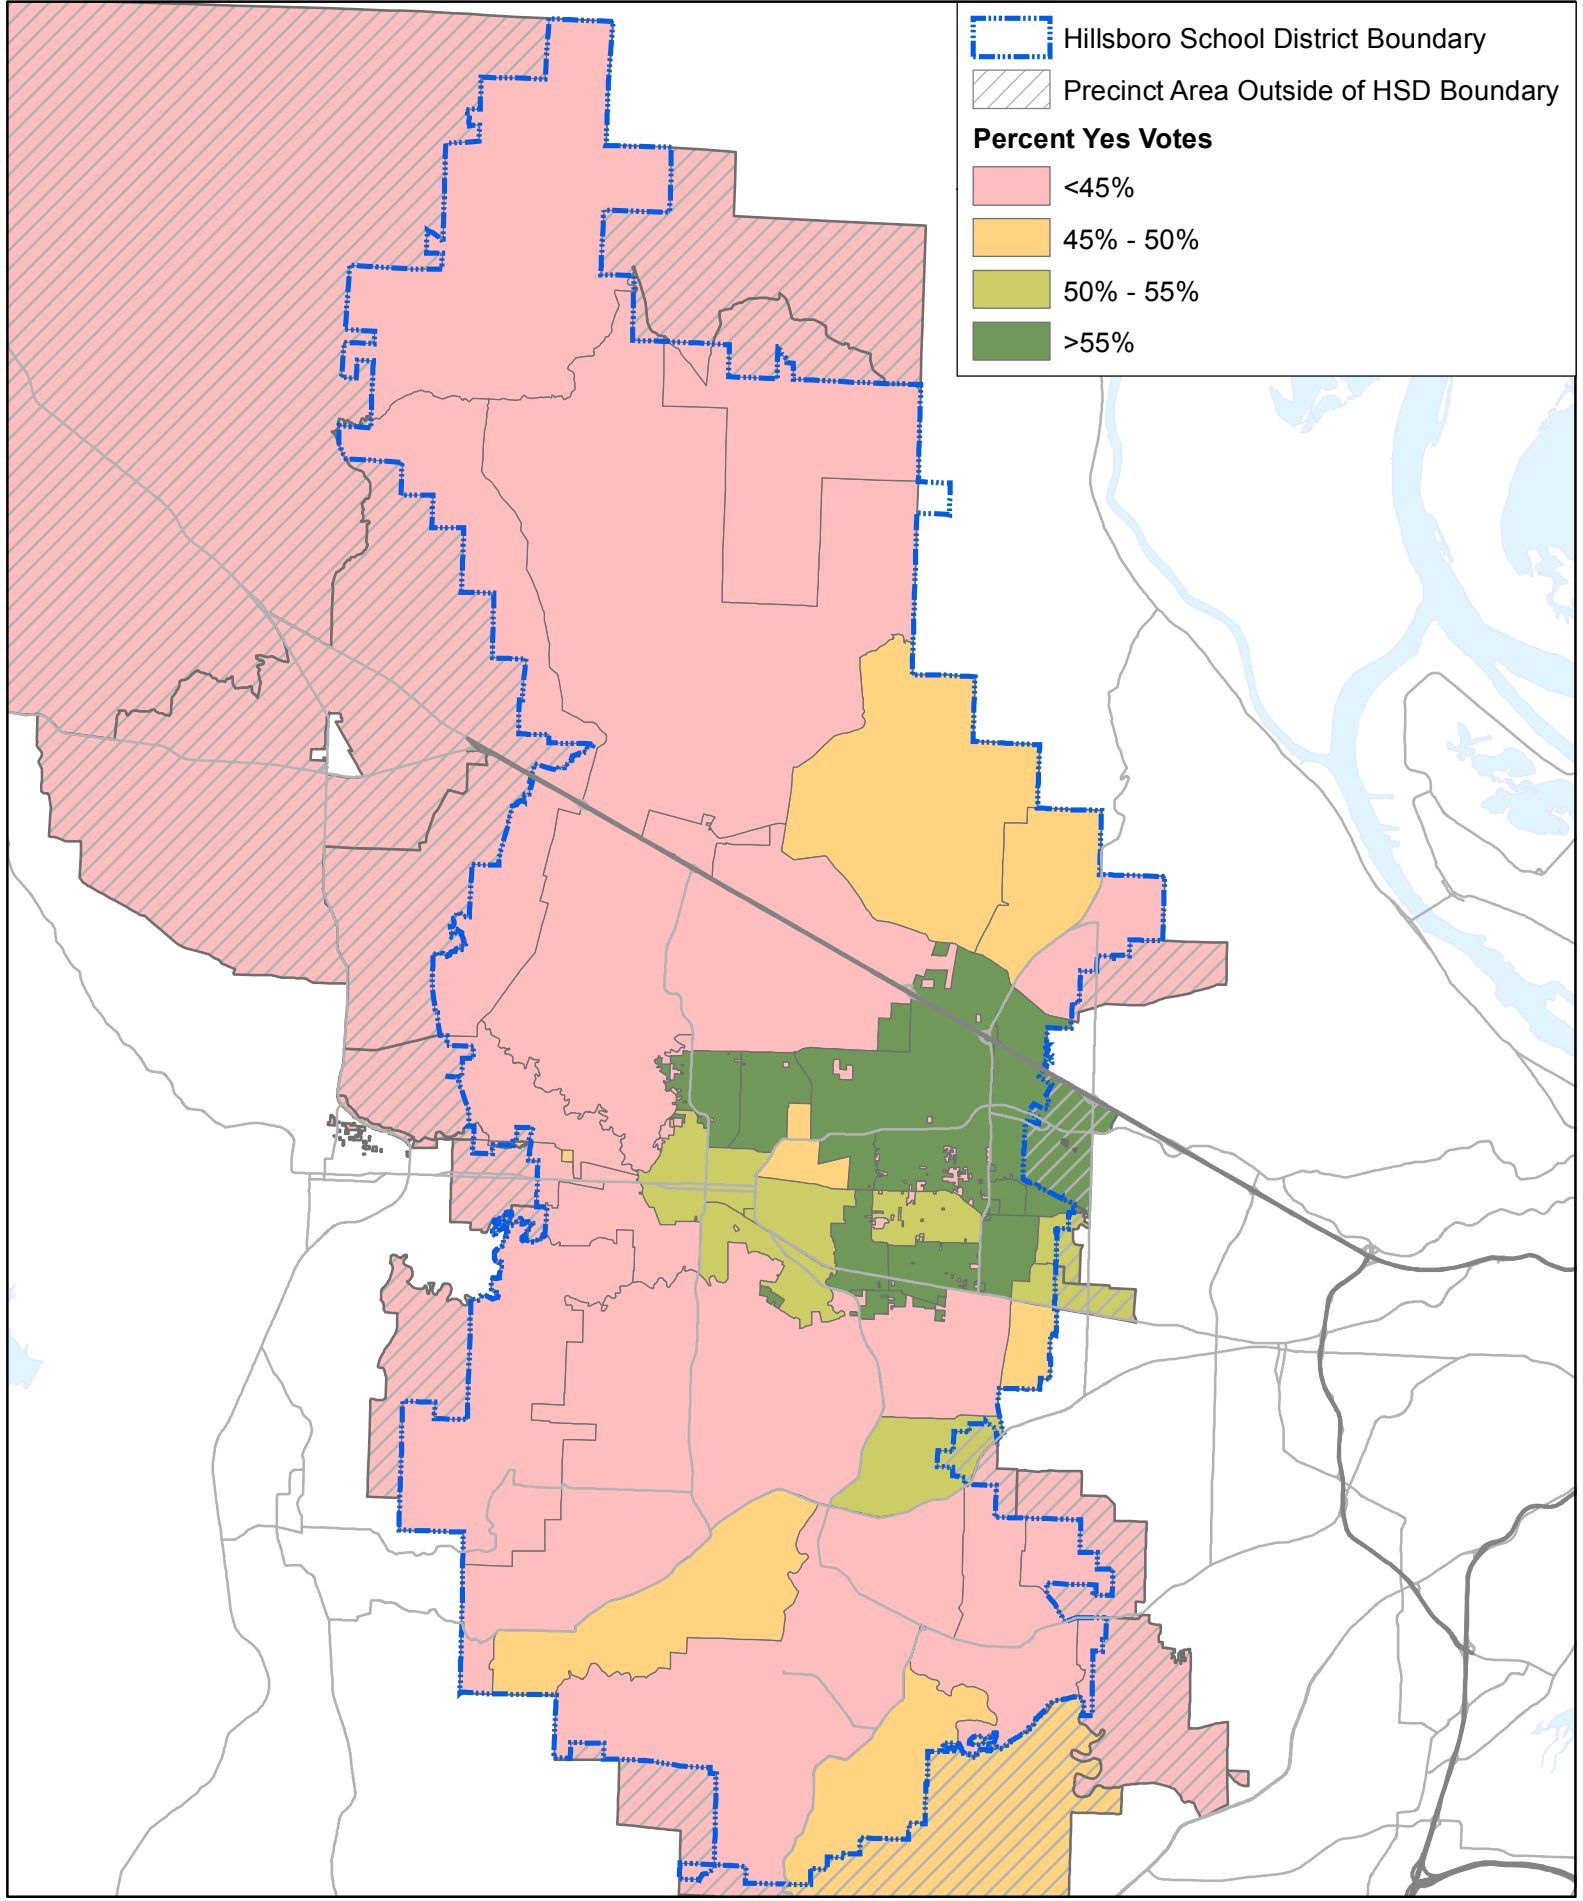 Hillsboro School District Boundary
Precinct Area Outside of HSD Boundary
Percent Yes Votes
<45%
45% - 50%
50% - 55%
>55%